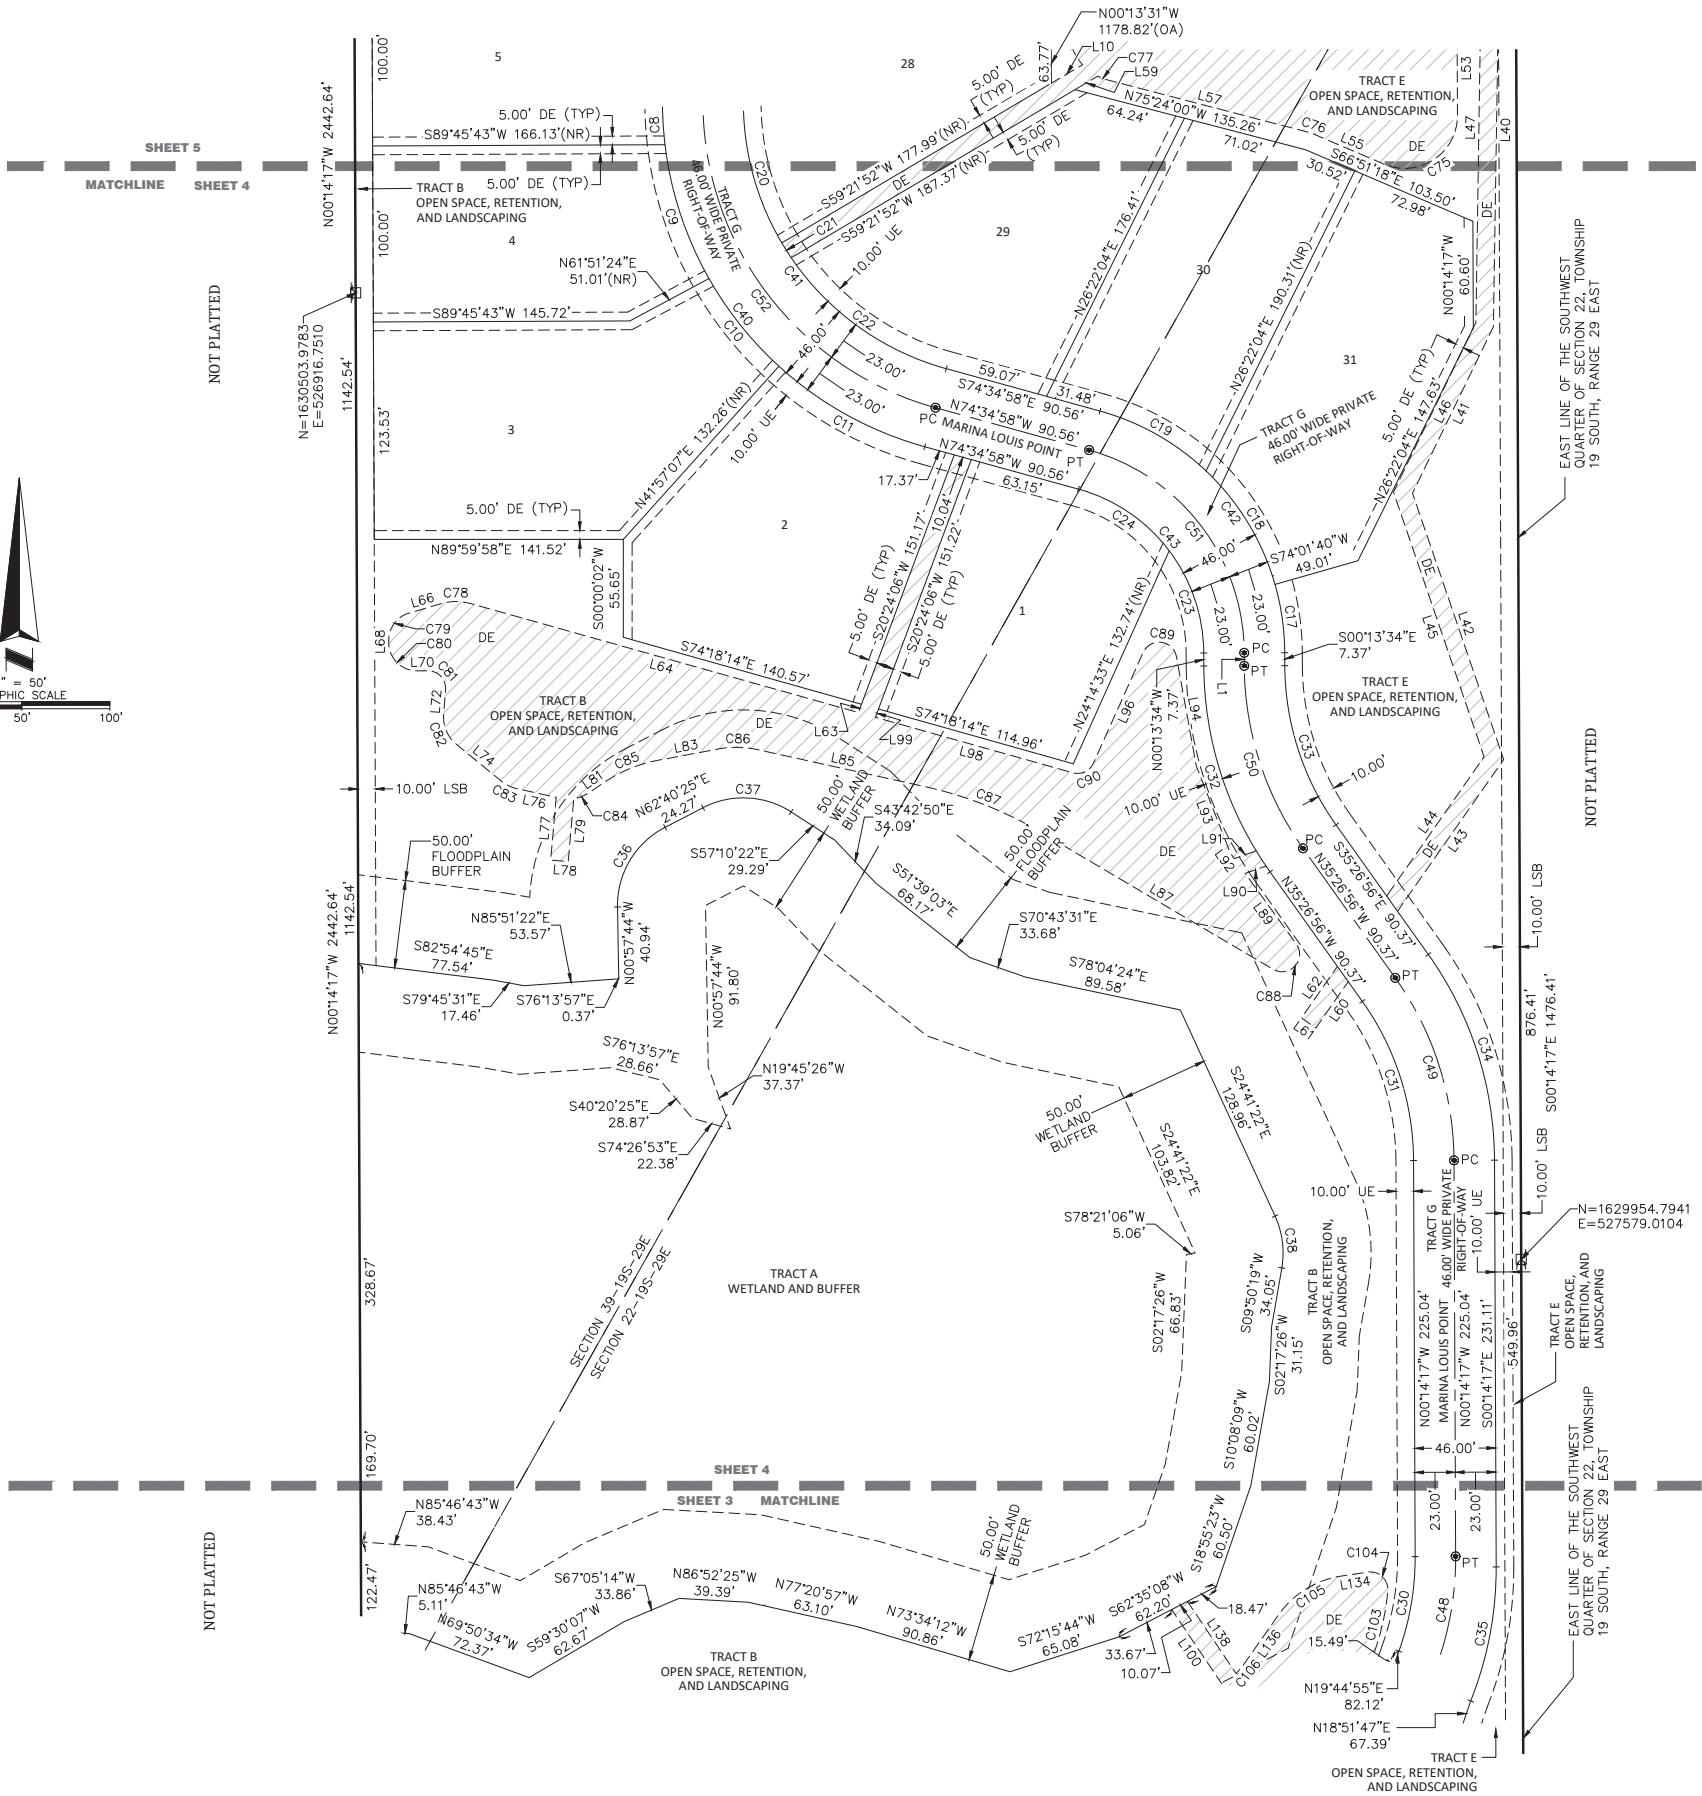 N00°13'31"W
1178.82'(OA)
L10
C77
L59
5
28
100.00'
5.00' DE
(TYP)
63.77'
5.00' DE (TYP)
S89°45'43"W 166.13'(NR)
C8
C20
N75°24'00"W 135.26'
64.24'
L57
71.02'
C76
TRACT E
OPEN SPACE, RETENTION,
AND LANDSCAPING
L55
DE
C75
L53
L47
L40
N00°14'17"W 2442.64'
SHEET 5
MATCHLINE
SHEET 4
5.00' DE (TYP)
TRACT B
OPEN SPACE, RETENTION,
AND LANDSCAPING
46.00' WIDE PRIVATE
RIGHT-OF-WAY
TRACT G
S59°21'52"W 177.99'(NR)
DE
5.00' DE
(TYP)
C21
S59°21'52"W 187.37'(NR)
S66°51'18"E 103.50'
30.52'
72.98'
DE
C9
4
100.00'
N61°51'24"E
51.01'(NR)
C41
10.00' UE
29
N26°22'04"E 176.41'
30
N26°22'04"E 190.31'(NR)
N00°14'17"W
60.60'
EAST LINE OF THE SOUTHWEST
QUARTER OF SECTION 22, TOWNSHIP
19 SOUTH, RANGE 29 EAST
NOT PLATTED
N=1630503.9783
E=526916.7510
1142.54'
S89°45'43"W 145.72'
C52
C40
C10
C22
46.00'
23.00'
23.00'
59.07'
S74°34'58"E 90.56'
31.48'
N74°34'58"W 90.56'
PC
MARINA LOUIS POINT
PT
N74°34'58"W 90.56'
63.15'
17.37'
C19
31
5.00' DE (TYP)
N26°22'04"E 147.63'
L46
L41
TRACT G
46.00' WIDE PRIVATE
RIGHT-OF-WAY
123.53'
3
N41°57'07"E 132.26'(NR)
10.00' UE
C11
5.00' DE (TYP)
N89°59'58"E 141.52'
S00°00'02"W
55.65'
2
5.00' DE (TYP)
S20°24'06"W 151.17'
10.04'
S20°24'06"W 151.22'
5.00' DE (TYP)
C24
C43
C51
C42
C18
46.00'
S74°01'40"W
49.01'
1
N24°14'33"E 132.74'(NR)
C23
23.00'
23.00'
C17
PC
PT
S00°13'34"E
7.37'
DE
L45
L42
L66
C78
C79
L68
C80
L70
C81
L72
C82
L74
C83
L76
DE
S74°18'14"E 140.57'
L64
TRACT B
OPEN SPACE, RETENTION,
AND LANDSCAPING
C89
L96
N00°13'34"W
7.37'
L94
L1
TRACT E
OPEN SPACE, RETENTION,
AND LANDSCAPING
" = 50'
PHIC SCALE
50'
100'
DE
L63
L99
S74°18'14"E 114.96'
L98
C90
C33
C50
C32
10.00'
NOT PLATTED
L81
C85
L83
C86
L85
C87
10.00' UE
L93
10.00' LSB
C84
N62°40'25"E
24.27'
C37
50.00'
WETLAND
BUFFER
S43°42'50"E
34.09'
L77
L79
L78
C36
S57°10'22"E
29.29'
50.00'
FLOODPLAIN
BUFFER
DE
L91
L92
L90
PC
S35°26'56"E 90.37'
N35°26'56"W 90.37'
N35°26'56"W 90.37'
PT
L44
DE
L43
50.00'
FLOODPLAIN
BUFFER
S51°39'03"E
68.17'
L87
L89
N85°51'22"E
53.57'
N00°57'44"W
40.94'
S70°43'31"E
33.68'
S78°04'24"E
89.58'
10.00' LSB
N00°14'17"W 2442.64'
1142.54'
S82°54'45"E
77.54'
S79°45'31"E
17.46'
S76°13'57"E
0.37'
N00°57'44"W
91.80'
C88
L62
L60
L61
876.41'
S00°14'17"E 1476.41'
S76°13'57"E
28.66'
N19°45'26"W
37.37'
S40°20'25"E
28.87'
S74°26'53"E
22.38'
50.00'
WETLAND
BUFFER
S24°41'22"E
128.96'
S24°41'22"E
103.82'
C31
C49
C34
PC
10.00' LSB
10.00' UE
N=1629954.7941
E=527579.0104
S78°21'06"W
5.06'
C38
TRACT B
OPEN SPACE, RETENTION,
AND LANDSCAPING
TRACT G
46.00' WIDE PRIVATE
RIGHT-OF-WAY
10.00' UE
328.67'
SECTION 39-19S-29E
SECTION 22-19S-29E
TRACT A
WETLAND AND BUFFER
S02°17'26"W
66.83'
S09°50'19"W
34.05'
S02°17'26"W
31.15'
N00°14'17"W 225.04'
MARINA LOUIS POINT
N00°14'17"W 225.04'
S00°14'17"E 231.11'
549.96'
TRACT E
OPEN SPACE,
RETENTION, AND
LANDSCAPING
S10°08'09"W
60.02'
46.00'
169.70'
SHEET 4
SHEET 3
MATCHLINE
N85°46'43"W
38.43'
23.00'
23.00'
EAST LINE OF THE SOUTHWEST
QUARTER OF SECTION 22, TOWNSHIP
19 SOUTH, RANGE 29 EAST
NOT PLATTED
122.47'
50.00'
WETLAND
BUFFER
S18°55'23"W
60.50'
C104
PT
N85°46'43"W
5.11'
N69°50'34"W
72.37'
S59°30'07"W
62.67'
S67°05'14"W
33.86'
N86°52'25"W
39.39'
N77°20'57"W
63.10'
N73°34'12"W
90.86'
S72°15'44"W
65.08'
S62°35'08"W
62.20'
18.47'
33.67'
10.07'
L100
L138
C106
L136
C105
L134
DE
C103
15.49'
C30
C48
C35
TRACT B
OPEN SPACE, RETENTION,
AND LANDSCAPING
N19°44'55"E
82.12'
N18°51'47"E
67.39'
TRACT E
OPEN SPACE, RETENTION,
AND LANDSCAPING